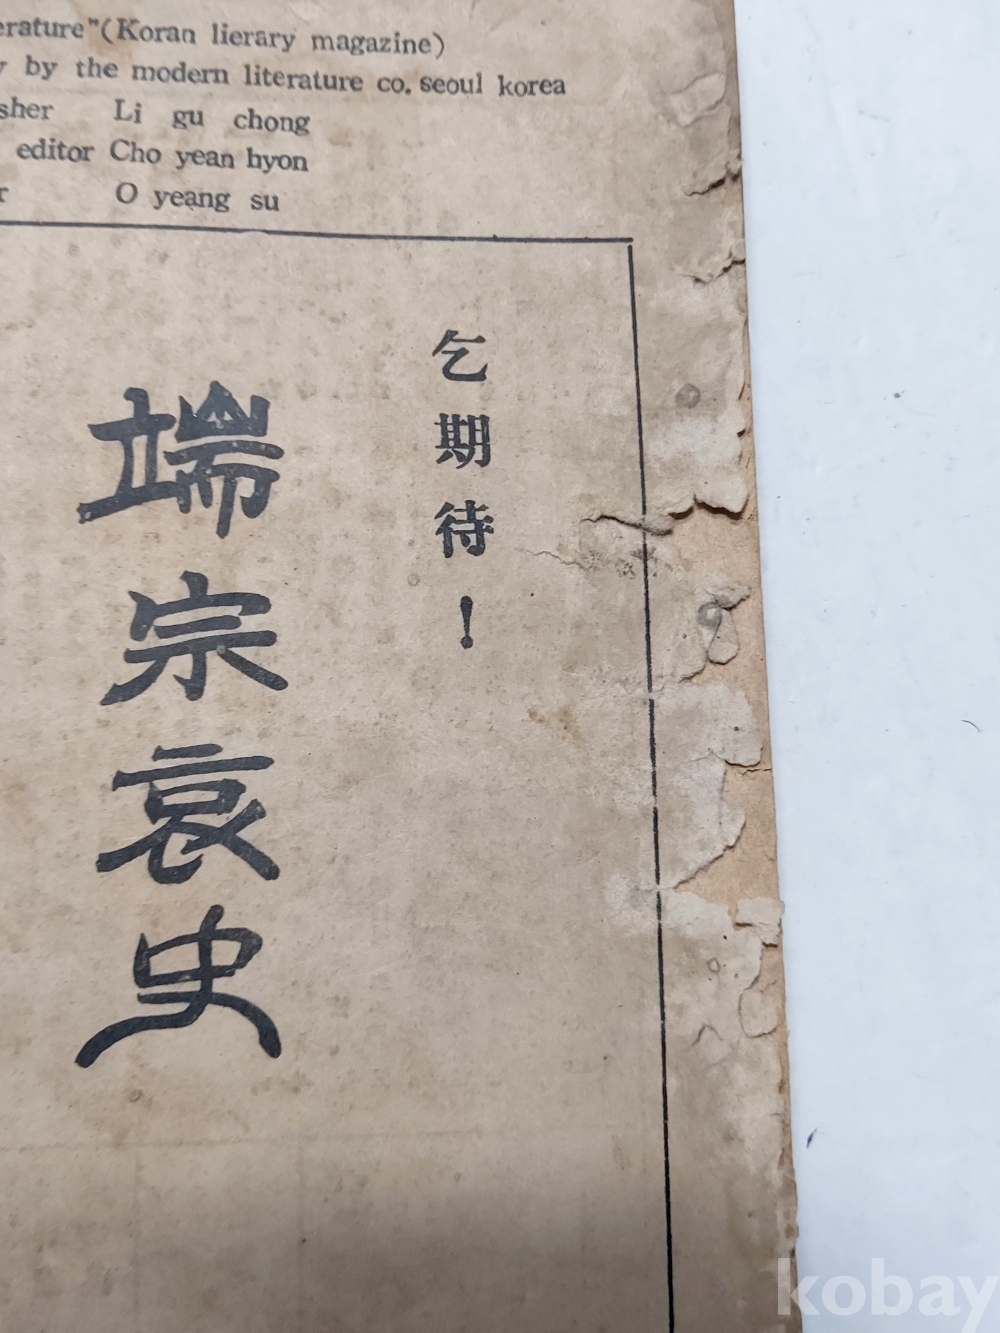 erature"(Koran lierary magazine)
y by the modern literature co. seoul korea
sher Li gu chong
editor Cho yean hyon
r O yeang su
乞期待!
端宗哀史
kobay